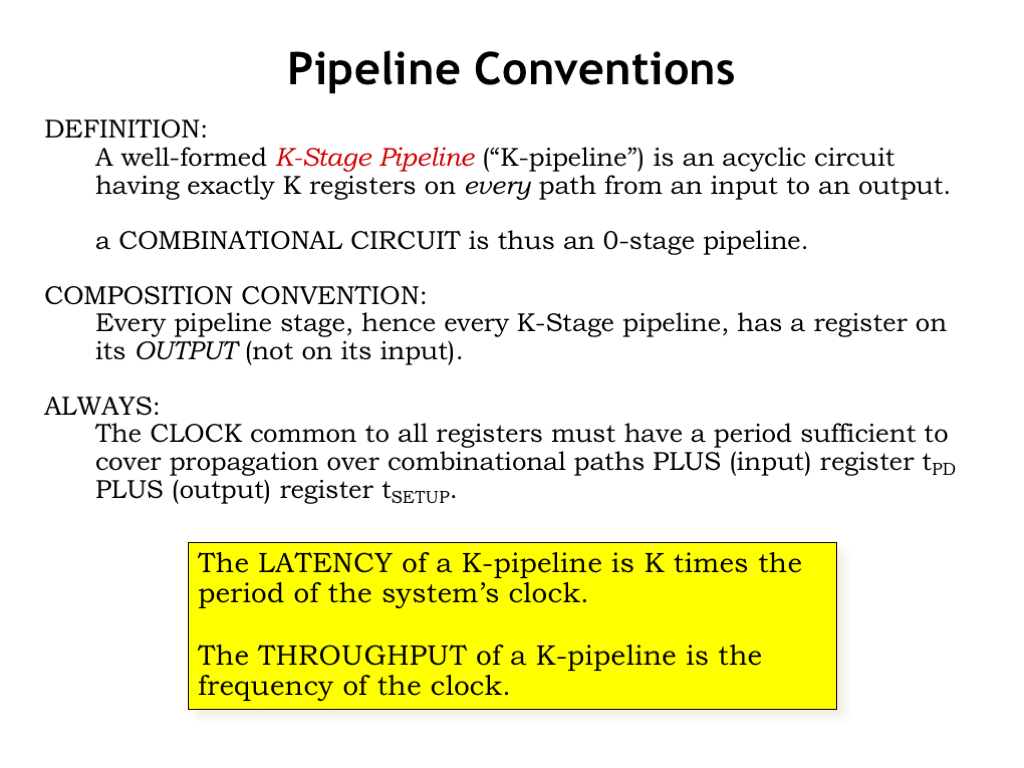 Pipeline Conventions
DEFINITION:
A well-formed K-Stage Pipeline (“K-pipeline”) is an acyclic circuit
having exactly K registers on every path from an input to an output.
a COMBINATIONAL CIRCUIT is thus an 0-stage pipeline.
COMPOSITION CONVENTION:
Every pipeline stage, hence every K-Stage pipeline, has a register on
its OUTPUT (not on its input).
ALWAYS:
The CLOCK common to all registers must have a period sufficient to
cover propagation over combinational paths PLUS (input) register tPD
PLUS (output) register tSETUP.
The LATENCY of a K-pipeline is K times the
period of the system’s clock.
The THROUGHPUT of a K-pipeline is the
frequency of the clock.